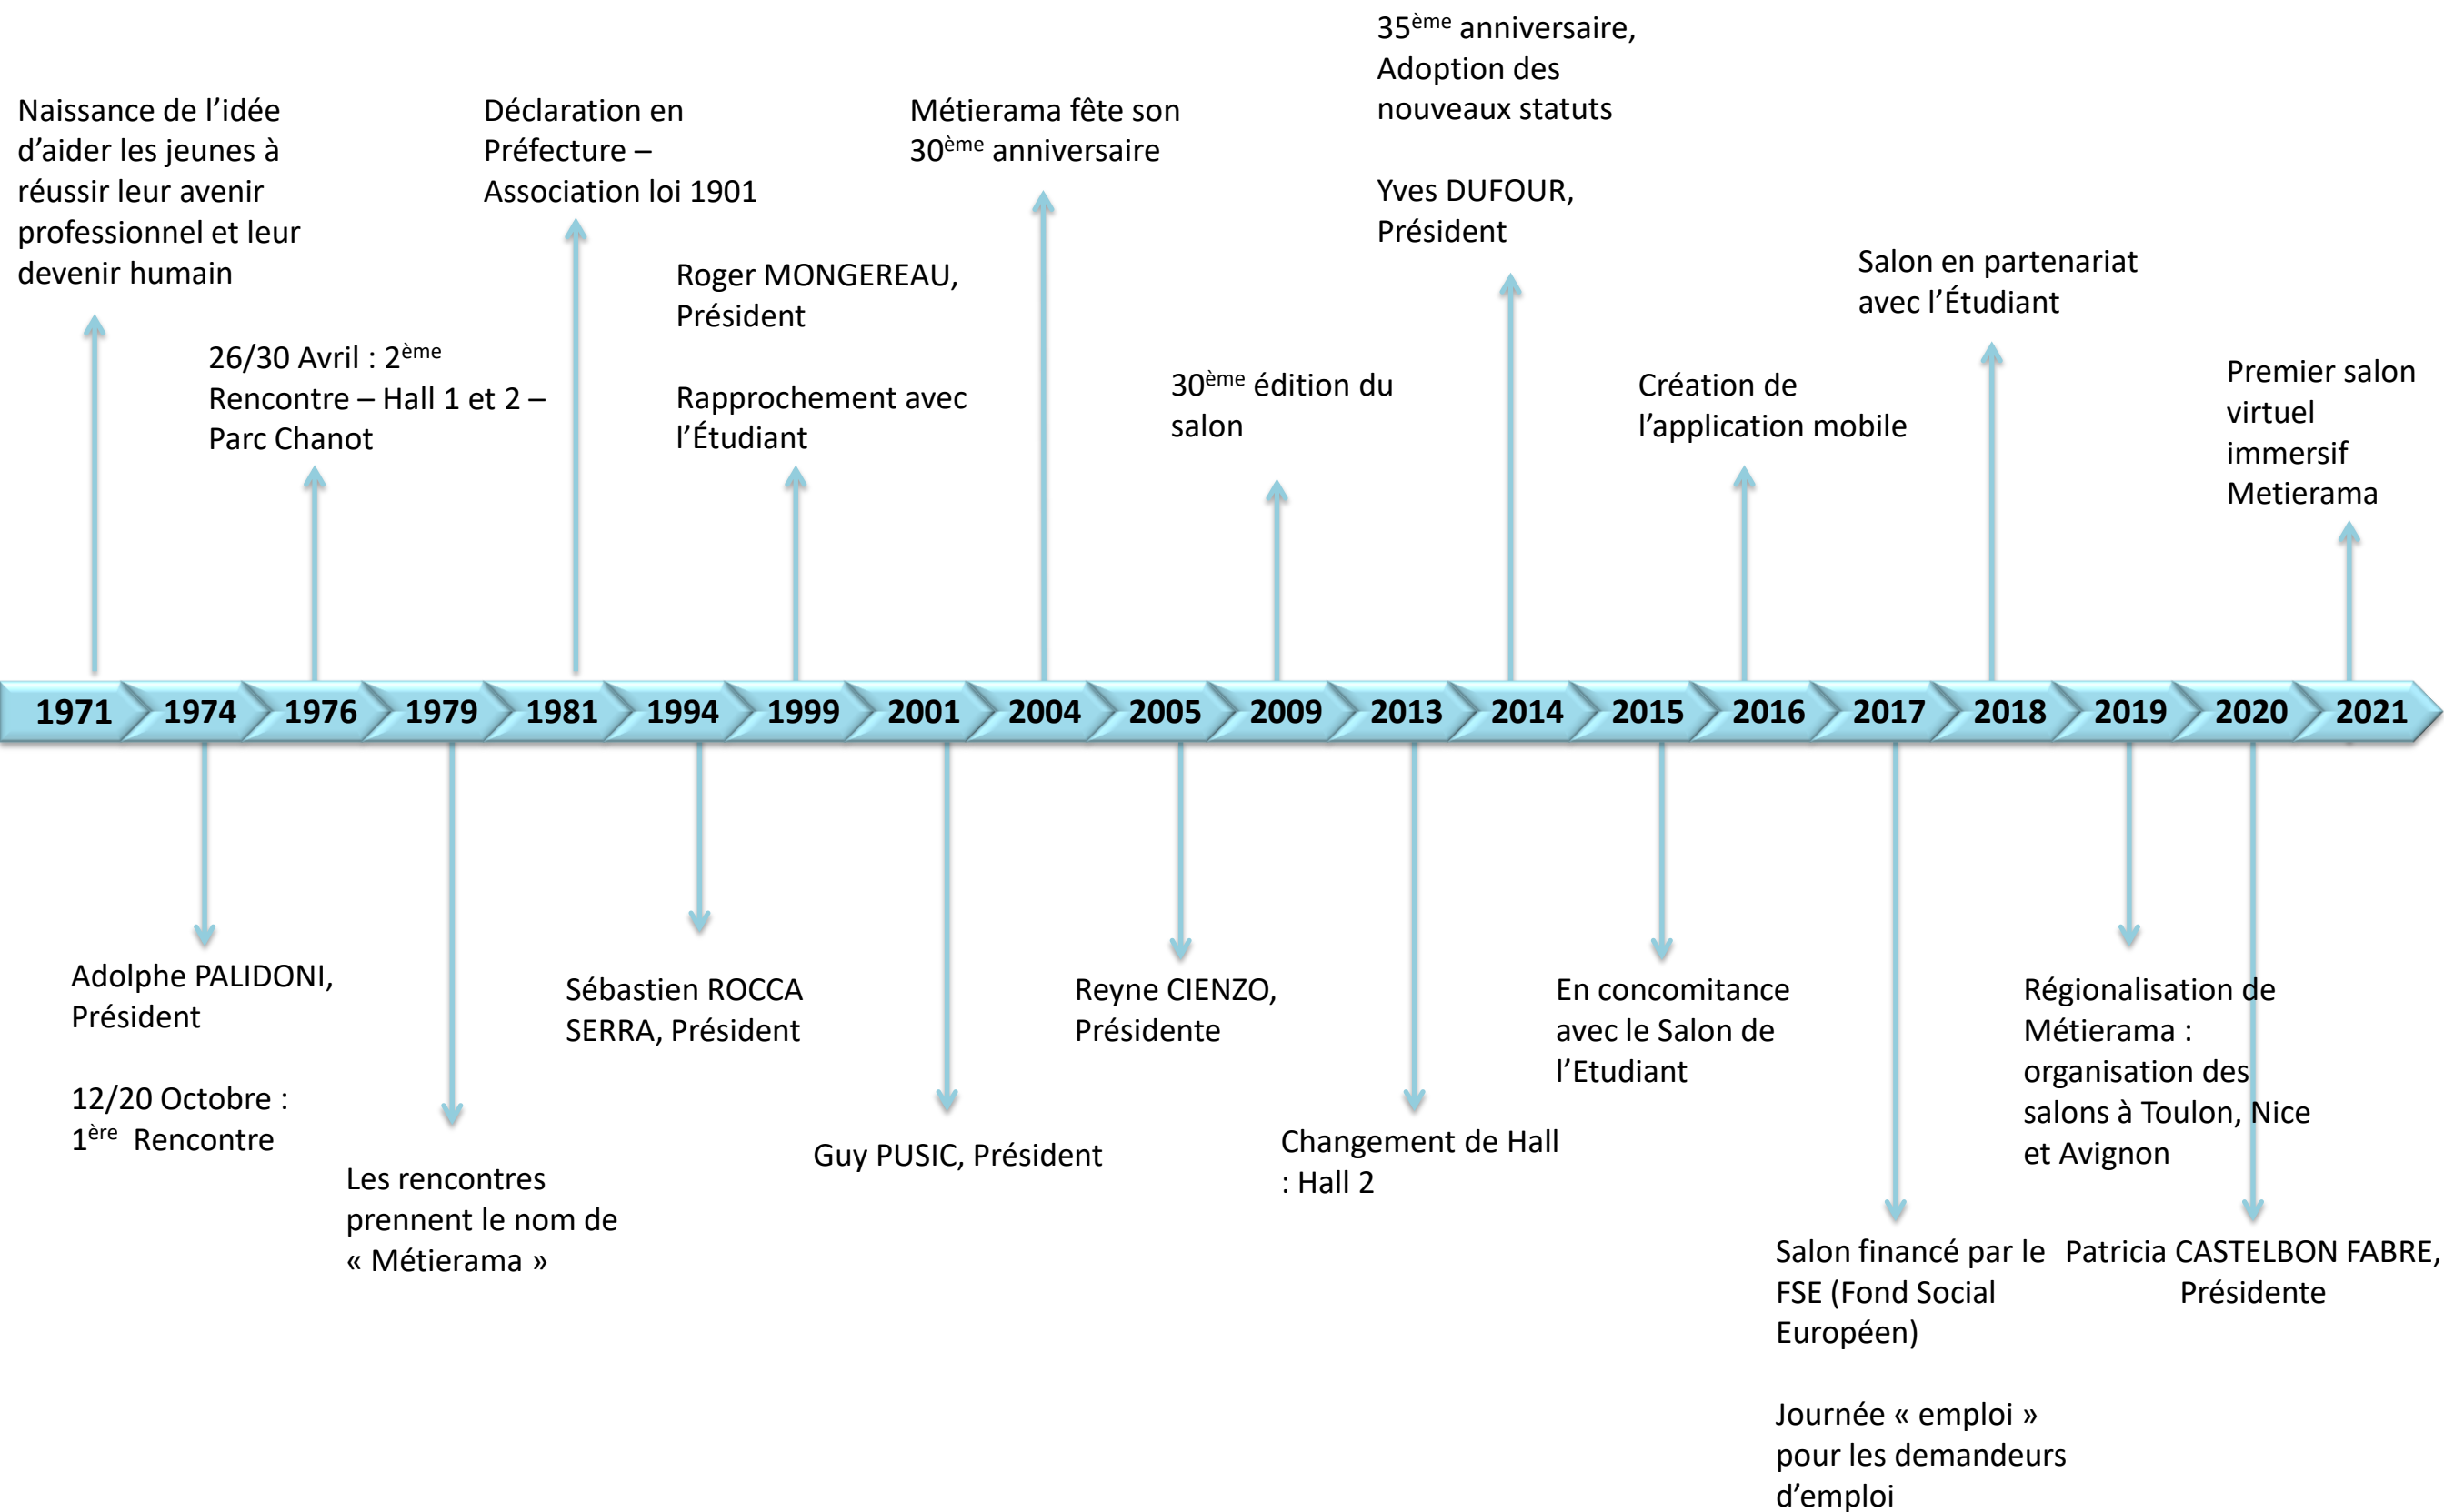 35ème anniversaire,
Adoption des
nouveaux statuts
Yves DUFOUR,
Président
Naissance de l’idée
d’aider les jeunes à
réussir leur avenir
professionnel et leur
devenir humain
Déclaration en
Préfecture –
Association loi 1901
Métierama fête son
30ème anniversaire
26/30 Avril : 2ème
Rencontre – Hall 1 et 2 –
Parc Chanot
Roger MONGEREAU,
Président
Rapprochement avec
l’Étudiant
30ème édition du
salon
Création de
l’application mobile
Salon en partenariat
avec l’Étudiant
Premier salon
virtuel
immersif
Metierama
1971 1974 1976 1979 1981 1994 1999 2001 2004 2005 2009 2013 2014 2015 2016 2017 2018 2019 2020 2021
Adolphe PALIDONI,
Président
12/20 Octobre :
1ère Rencontre
Les rencontres
prennent le nom de
« Métierama »
Sébastien ROCCA
SERRA, Président
Guy PUSIC, Président
Reyne CIENZO,
Présidente
Changement de Hall
: Hall 2
En concomitance
avec le Salon de
l’Etudiant
Salon financé par le
FSE (Fond Social
Européen)
Journée « emploi »
pour les demandeurs
d’emploi
Régionalisation de
Métierama :
organisation des
salons à Toulon, Nice
et Avignon
Patricia CASTELBON FABRE,
Présidente